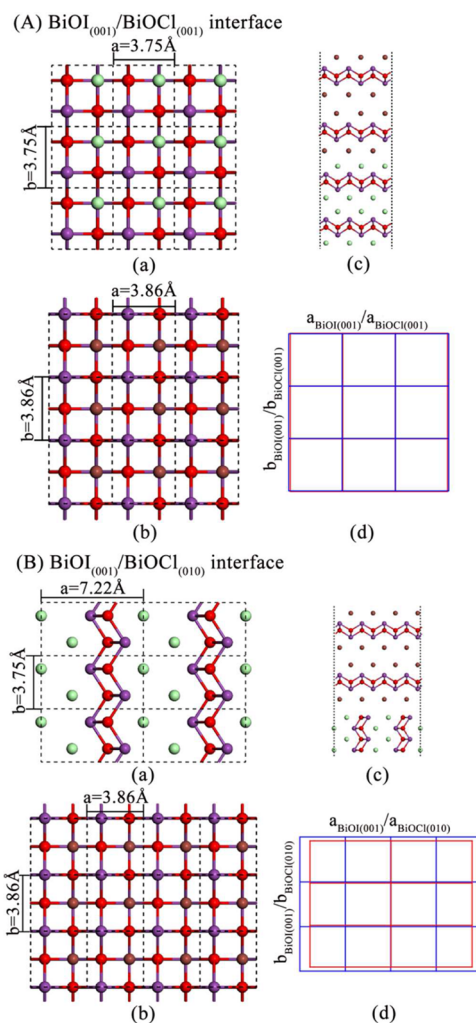 (A) BiOI(001)/BiOCl(001) interface
a=3.75Å
b=3.75Å
(a)
(c)
a=3.86Å
b=3.86Å
(b)
aBiOI(001)/aBiOCl(001)
bBiOI(001)/bBiOCl(001)
(d)
(B) BiOI(001)/BiOCl(010) interface
a=7.22Å
b=3.75Å
(a)
(c)
a=3.86Å
b=3.86Å
(b)
aBiOI(001)/aBiOCl(010)
bBiOI(001)/bBiOCl(010)
(d)